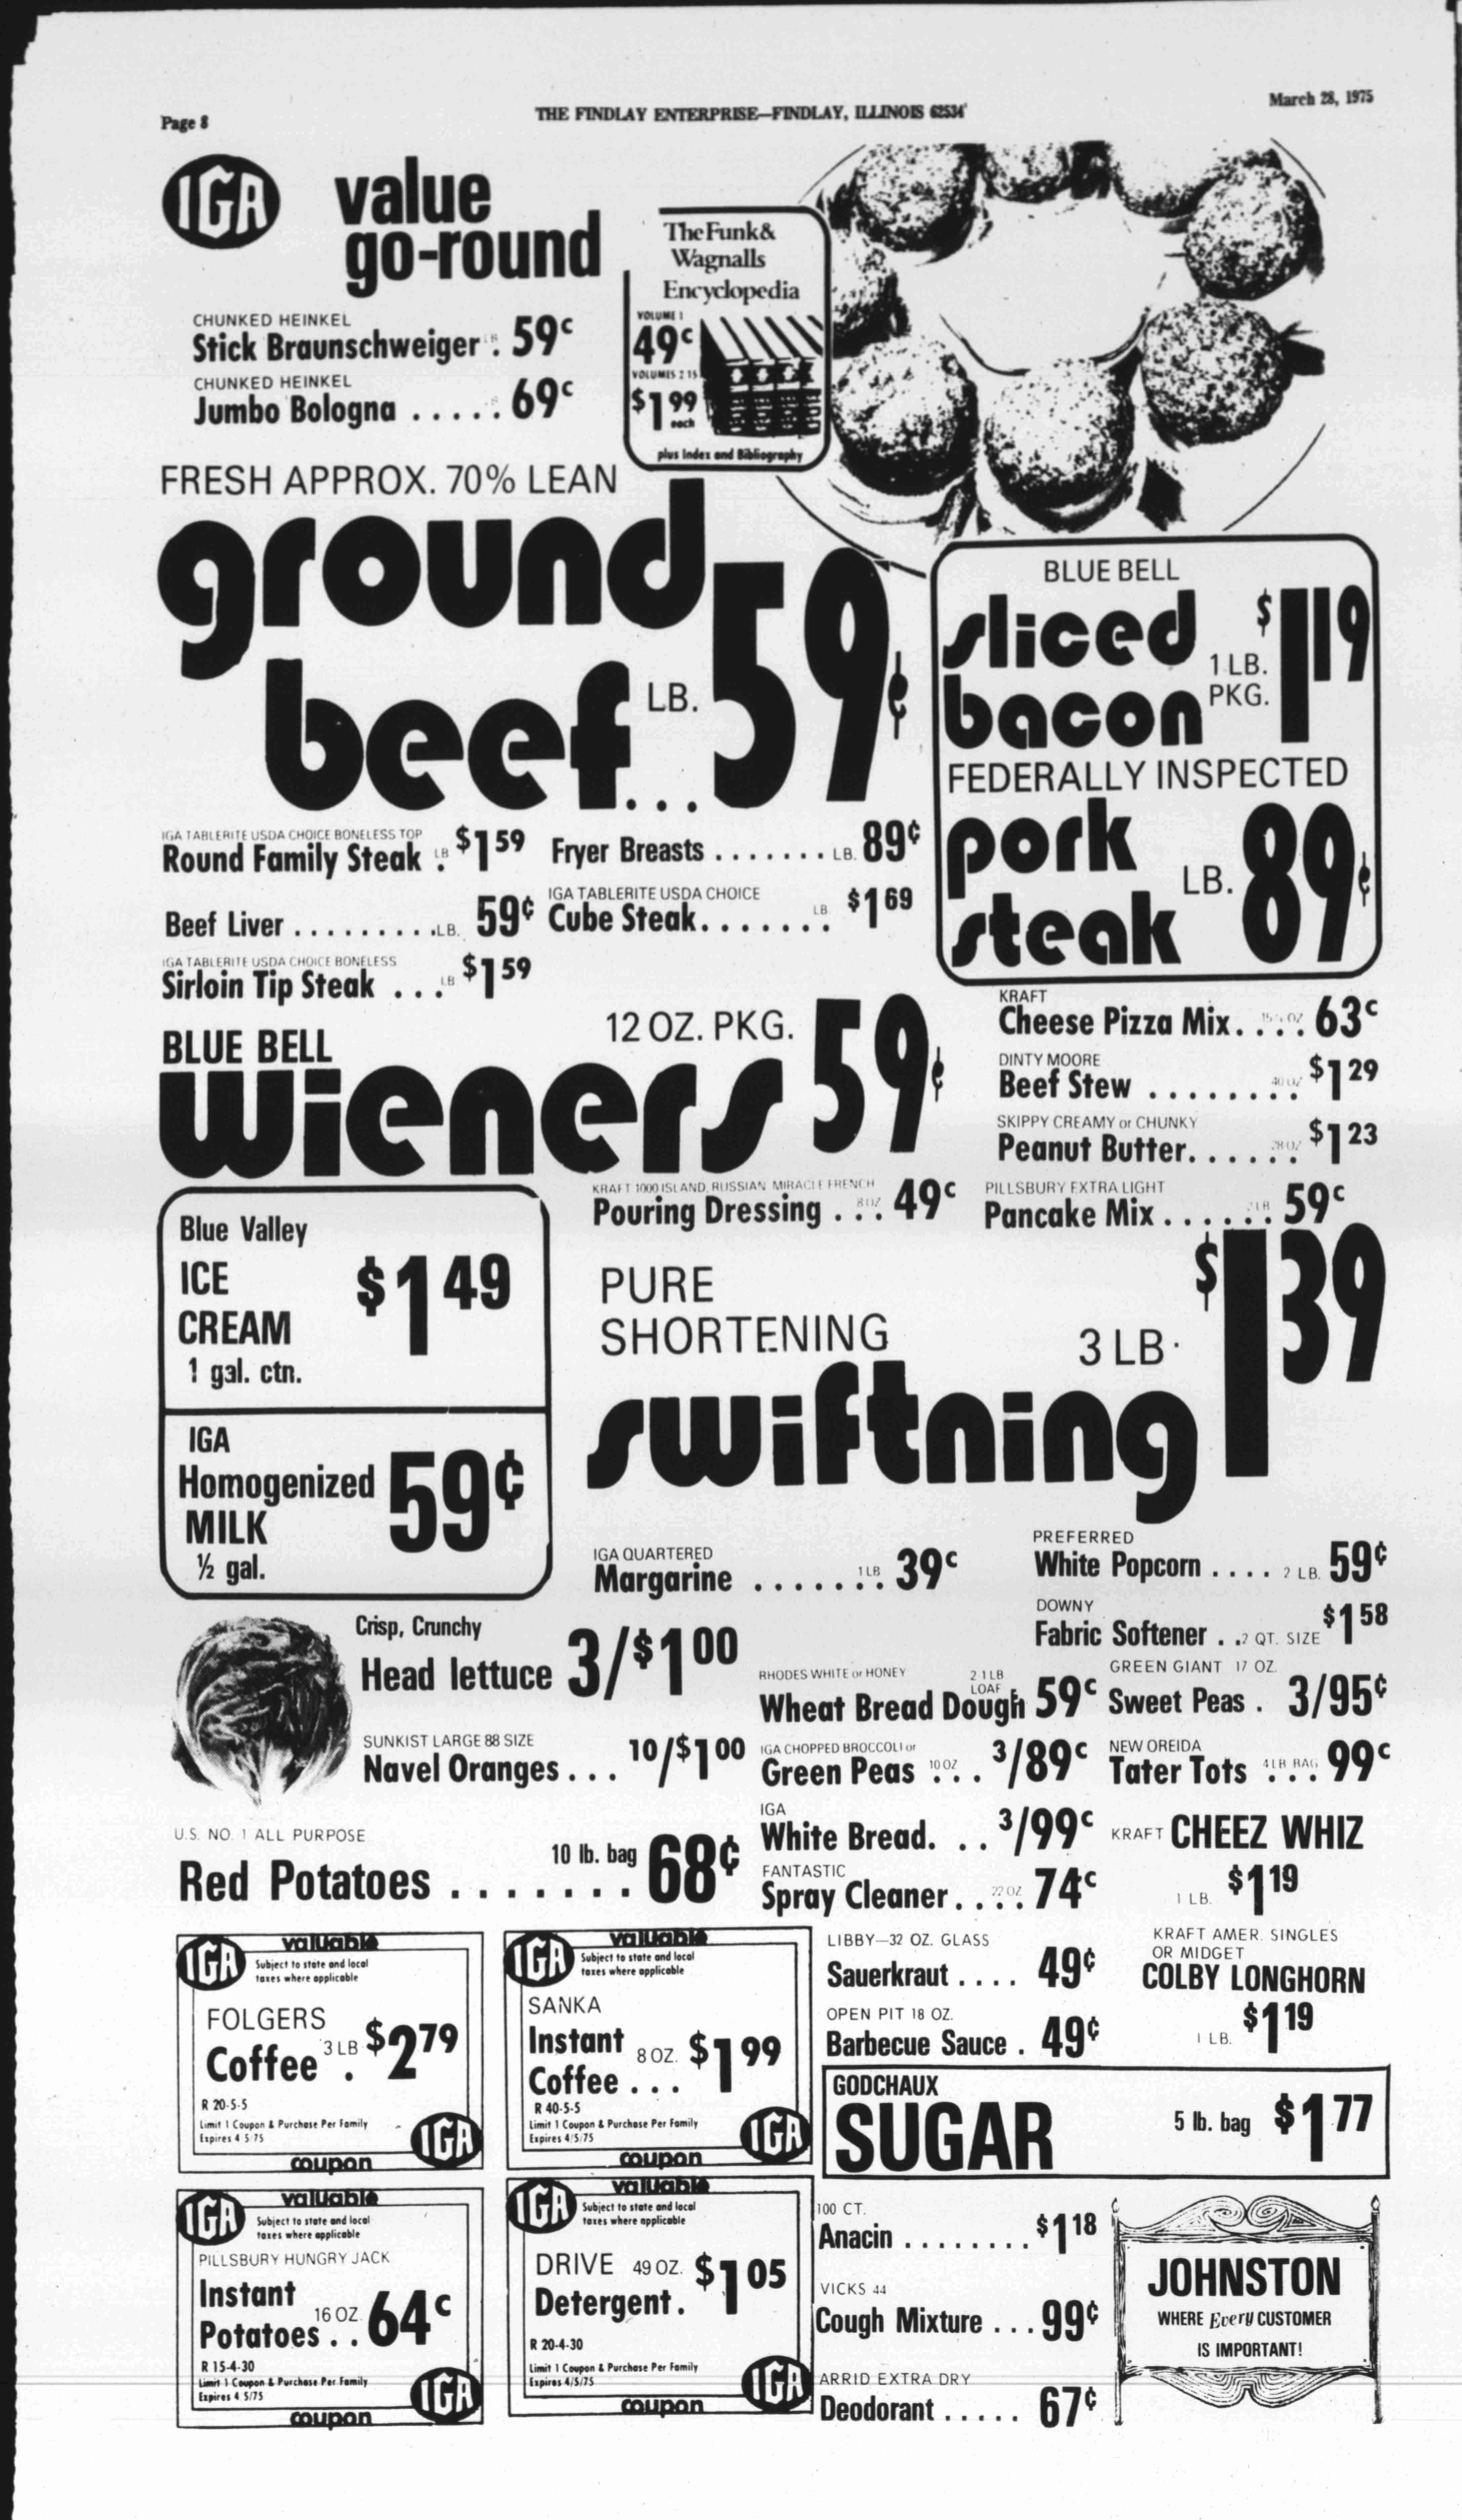 Page 8
THE FINDLAY ENTERPRISE—FINDLAY, ILLINOIS 62534
March 28, 1975
IGA
value
go-round
CHUNKED HEINKEL
Stick Braunschweiger . 59c
CHUNKED HEINKEL
Jumbo Bologna ..... 69c
The Funk &
Wagnalls
Encyclopedia
VOLUME 1
49c
VOLUMES 2 15
$1 99
each
plus Index and Bibliography
FRESH APPROX. 70% LEAN
ground
beef... LB. 59¢
BLUE BELL
sliced
bacon
1 LB.
PKG.
$1 19
FEDERALLY INSPECTED
pork
steak
LB. 89¢
IGA TABLERITE USDA CHOICE BONELESS TOP
Round Family Steak LB. $1 59
Fryer Breasts ....... LB. 89¢
Beef Liver .........LB. 59¢
IGA TABLERITE USDA CHOICE
Cube Steak....... LB. $1 69
IGA TABLERITE USDA CHOICE BONELESS
Sirloin Tip Steak ... LB $1 59
BLUE BELL
wieners
12 OZ. PKG. 59¢
KRAFT
Cheese Pizza Mix.... 63c
DINTY MOORE
Beef Stew ........ 40 OZ $1 29
SKIPPY CREAMY or CHUNKY
Peanut Butter...... 28 OZ $1 23
KRAFT 1000 ISLAND, RUSSIAN MIRACLE FRENCH
Pouring Dressing ... 8 OZ 49c
PILLSBURY EXTRA LIGHT
Pancake Mix ...... 2 LB 59c
Blue Valley
ICE
CREAM
1 gal. ctn.
$1 49
IGA
Homogenized
MILK
½ gal.
59¢
PURE
SHORTENING
swiftning
3 LB. $1 39
IGA QUARTERED
Margarine ....... 1 LB 39c
PREFERRED
White Popcorn .... 2 LB. 59¢
DOWNY
Fabric Softener . .2 QT. SIZE $1 58
Crisp, Crunchy
Head lettuce 3/$1 00
RHODES WHITE or HONEY
Wheat Bread Dough 2 1 LB LOAF 59c
GREEN GIANT 17 OZ.
Sweet Peas . 3/95¢
SUNKIST LARGE 88 SIZE
Navel Oranges ... 10/$1 00
IGA CHOPPED BROCCOLI or
Green Peas 10 OZ ... 3/89c
NEW OREIDA
Tater Tots 4 LB BAG ... 99c
U.S. NO. 1 ALL PURPOSE
Red Potatoes ....... 10 lb. bag 68¢
IGA
White Bread. .. 3/99c
FANTASTIC
Spray Cleaner.... 22 OZ 74c
KRAFT CHEEZ WHIZ
1 LB. $1 19
valuable
IGA
Subject to state and local
taxes where applicable
FOLGERS
Coffee . 3 LB $2 79
R 20-5-5
Limit 1 Coupon & Purchase Per Family
Expires 4 5 75
IGA
coupon
valuable
IGA
Subject to state and local
taxes where applicable
SANKA
Instant
Coffee ... 8 OZ. $1 99
R 40-5-5
Limit 1 Coupon & Purchase Per Family
Expires 4/5/75
IGA
coupon
LIBBY—32 OZ. GLASS
Sauerkraut .... 49¢
OPEN PIT 18 OZ.
Barbecue Sauce . 49¢
KRAFT AMER. SINGLES
OR MIDGET
COLBY LONGHORN
1 LB. $1 19
GODCHAUX
SUGAR
5 lb. bag $1 77
valuable
IGA
Subject to state and local
taxes where applicable
PILLSBURY HUNGRY JACK
Instant
Potatoes .. 16 OZ. 64c
R 15-4-30
Limit 1 Coupon & Purchase Per Family
Expires 4 5/75
IGA
coupon
valuable
IGA
Subject to state and local
taxes where applicable
DRIVE 49 OZ.
Detergent. $1 05
R 20-4-30
Limit 1 Coupon & Purchase Per Family
Expires 4/5/75
IGA
coupon
100 CT.
Anacin ........ $1 18
VICKS 44
Cough Mixture ... 99¢
ARRID EXTRA DRY
Deodorant ..... 67¢
JOHNSTON
WHERE Every CUSTOMER
IS IMPORTANT!